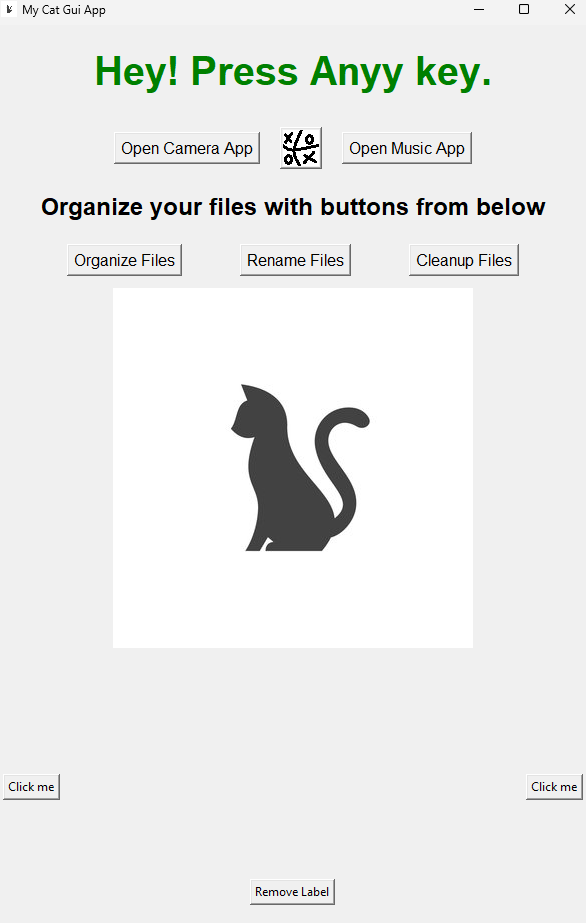 My Cat Gui App
Hey! Press Anyy key.
Open Camera App
X O
O X
Open Music App
Organize your files with buttons from below
Organize Files
Rename Files
Cleanup Files
Click me
Click me
Remove Label